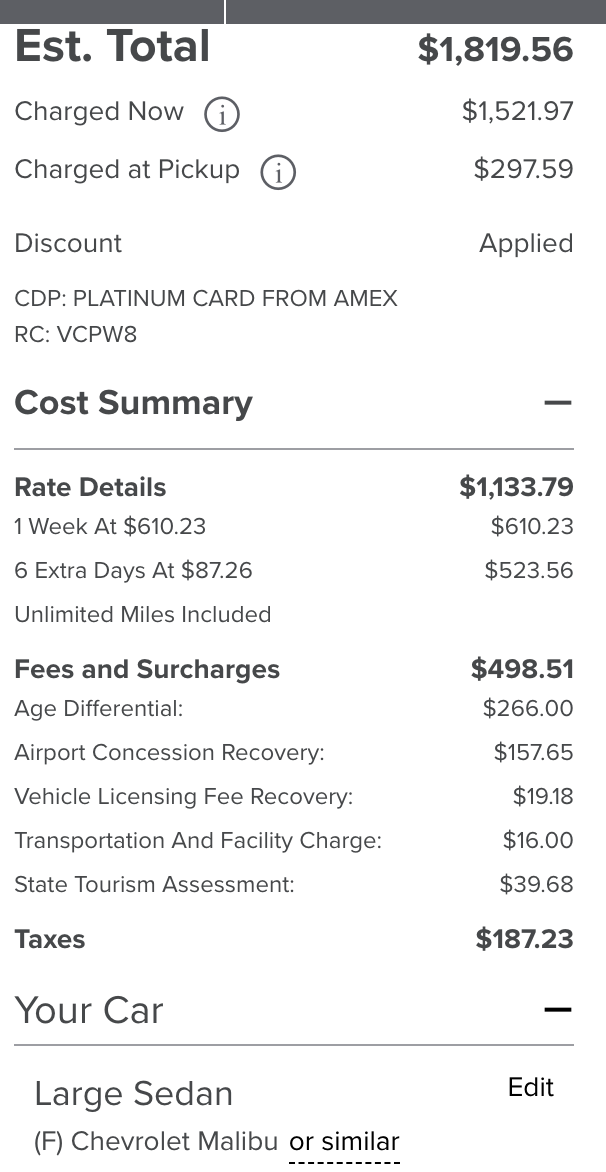 Est. Total $1,819.56
Charged Now i $1,521.97
Charged at Pickup i $297.59
Discount Applied
CDP: PLATINUM CARD FROM AMEX
RC: VCPW8
Cost Summary —
Rate Details $1,133.79
1 Week At $610.23 $610.23
6 Extra Days At $87.26 $523.56
Unlimited Miles Included
Fees and Surcharges $498.51
Age Differential: $266.00
Airport Concession Recovery: $157.65
Vehicle Licensing Fee Recovery: $19.18
Transportation And Facility Charge: $16.00
State Tourism Assessment: $39.68
Taxes $187.23
Your Car —
Large Sedan Edit
(F) Chevrolet Malibu or similar